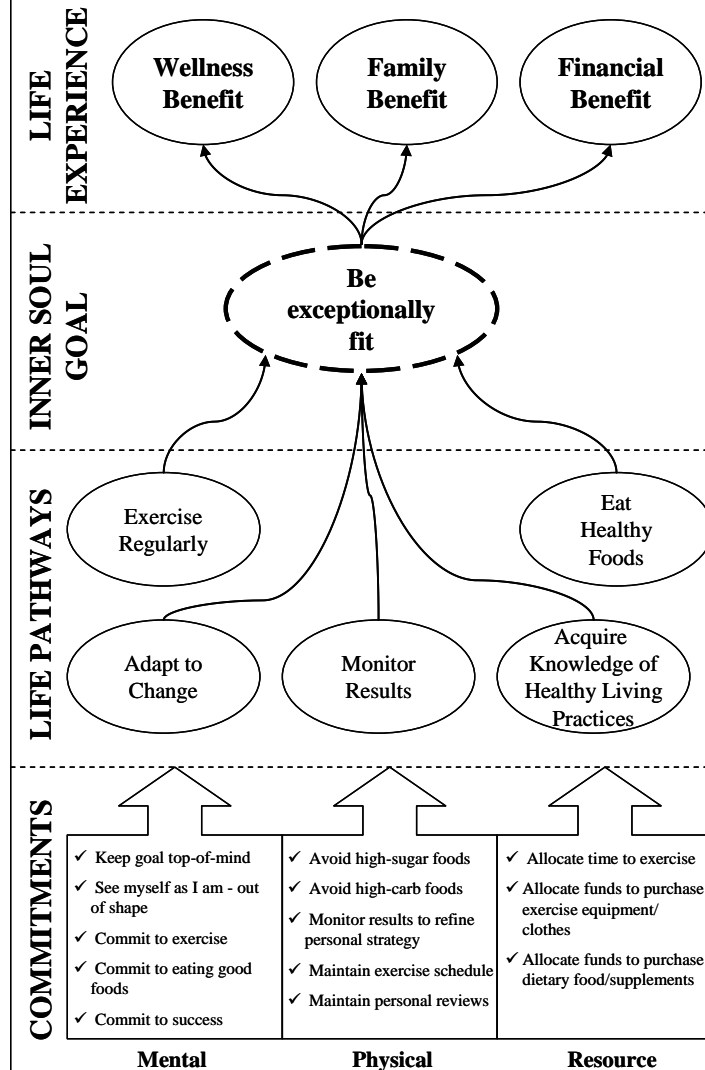 LIFE
EXPERIENCE
Wellness
Benefit
Family
Benefit
Financial
Benefit
INNER SOUL
GOAL
Be
exceptionally
fit
LIFE PATHWAYS
Exercise
Regularly
Eat
Healthy
Foods
Adapt to
Change
Monitor
Results
Acquire
Knowledge of
Healthy Living
Practices
COMMITMENTS
✓ Keep goal top-of-mind
✓ See myself as I am - out
of shape
✓ Commit to exercise
✓ Commit to eating good
foods
✓ Commit to success
✓ Avoid high-sugar foods
✓ Avoid high-carb foods
✓ Monitor results to refine
personal strategy
✓ Maintain exercise schedule
✓ Maintain personal reviews
✓ Allocate time to exercise
✓ Allocate funds to purchase
exercise equipment/
clothes
✓ Allocate funds to purchase
dietary food/supplements
Mental
Physical
Resource